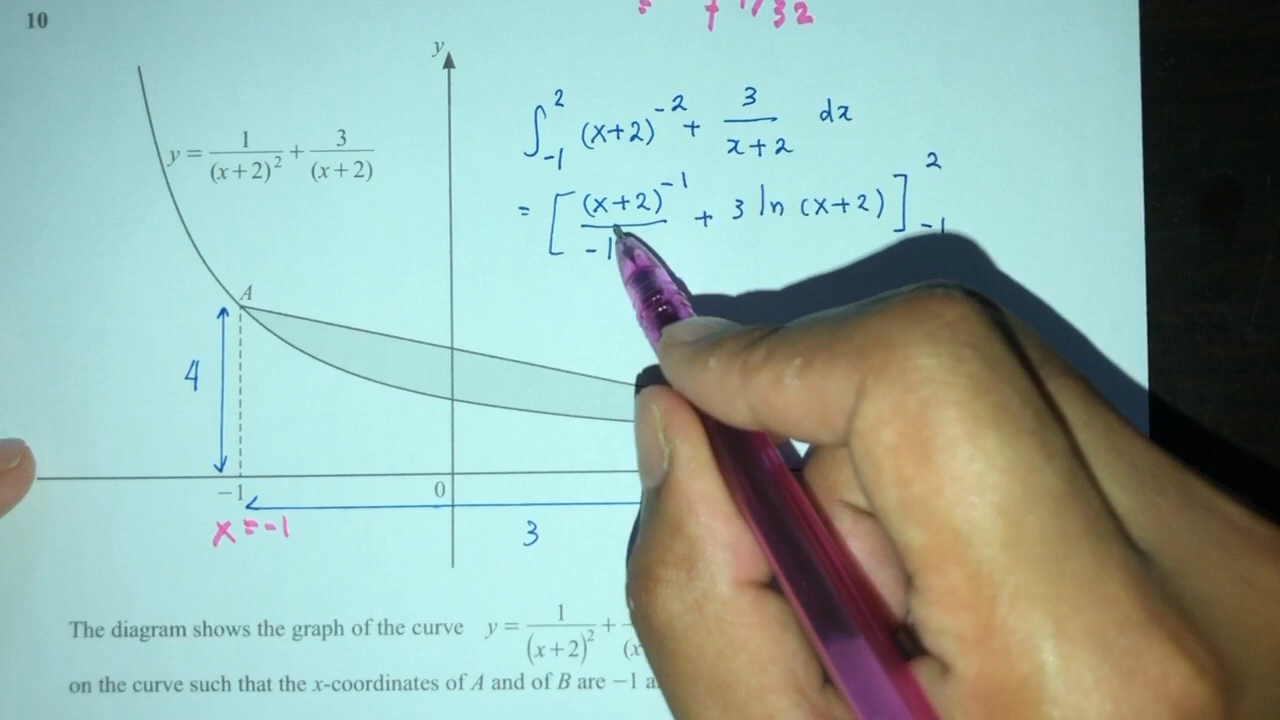 10
y
∫₋₁² (x+2)⁻² + 3/(x+2) dx
y = 1/(x+2)² + 3/(x+2)
= [(x+2)⁻¹/-1 + 3 ln (x+2)]₋₁²
A
4
−1 0
x=-1
3
The diagram shows the graph of the curve y = 1/(x+2)² +
on the curve such that the x-coordinates of A and of B are −1